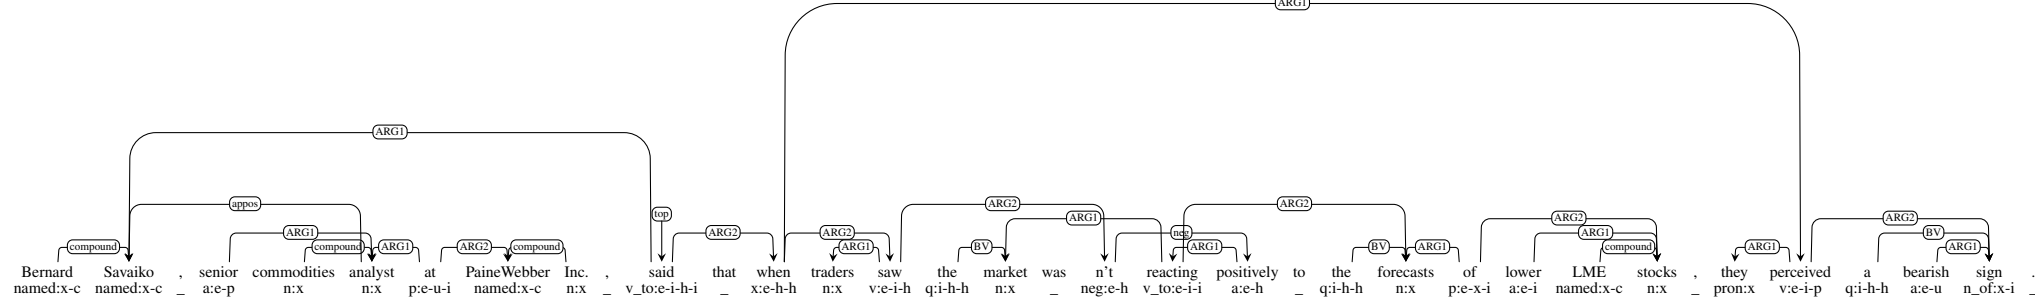 ARG1
ARG1
appos ARG2 ARG1 ARG2
top
ARG1 ARG2 ARG2 neg ARG2 ARG1 ARG2 BV
compound compound ARG1 ARG2 compound ARG1 BV ARG1 BV ARG1 compound ARG1 ARG1
Bernard Savaiko , senior commodities analyst at PaineWebber Inc. , said that when traders saw the market was n't reacting positively to the forecasts of lower LME stocks , they perceived a bearish sign .
named:x-c named:x-c _ a:e-p n:x n:x p:e-u-i named:x-c n:x _ v_to:e-i-h-i _ x:e-h-h n:x v:e-i-h q:i-h-h n:x _ neg:e-h v_to:e-i-i a:e-h _ q:i-h-h n:x p:e-x-i a:e-i named:x-c n:x _ pron:x v:e-i-p q:i-h-h a:e-u n_of:x-i _